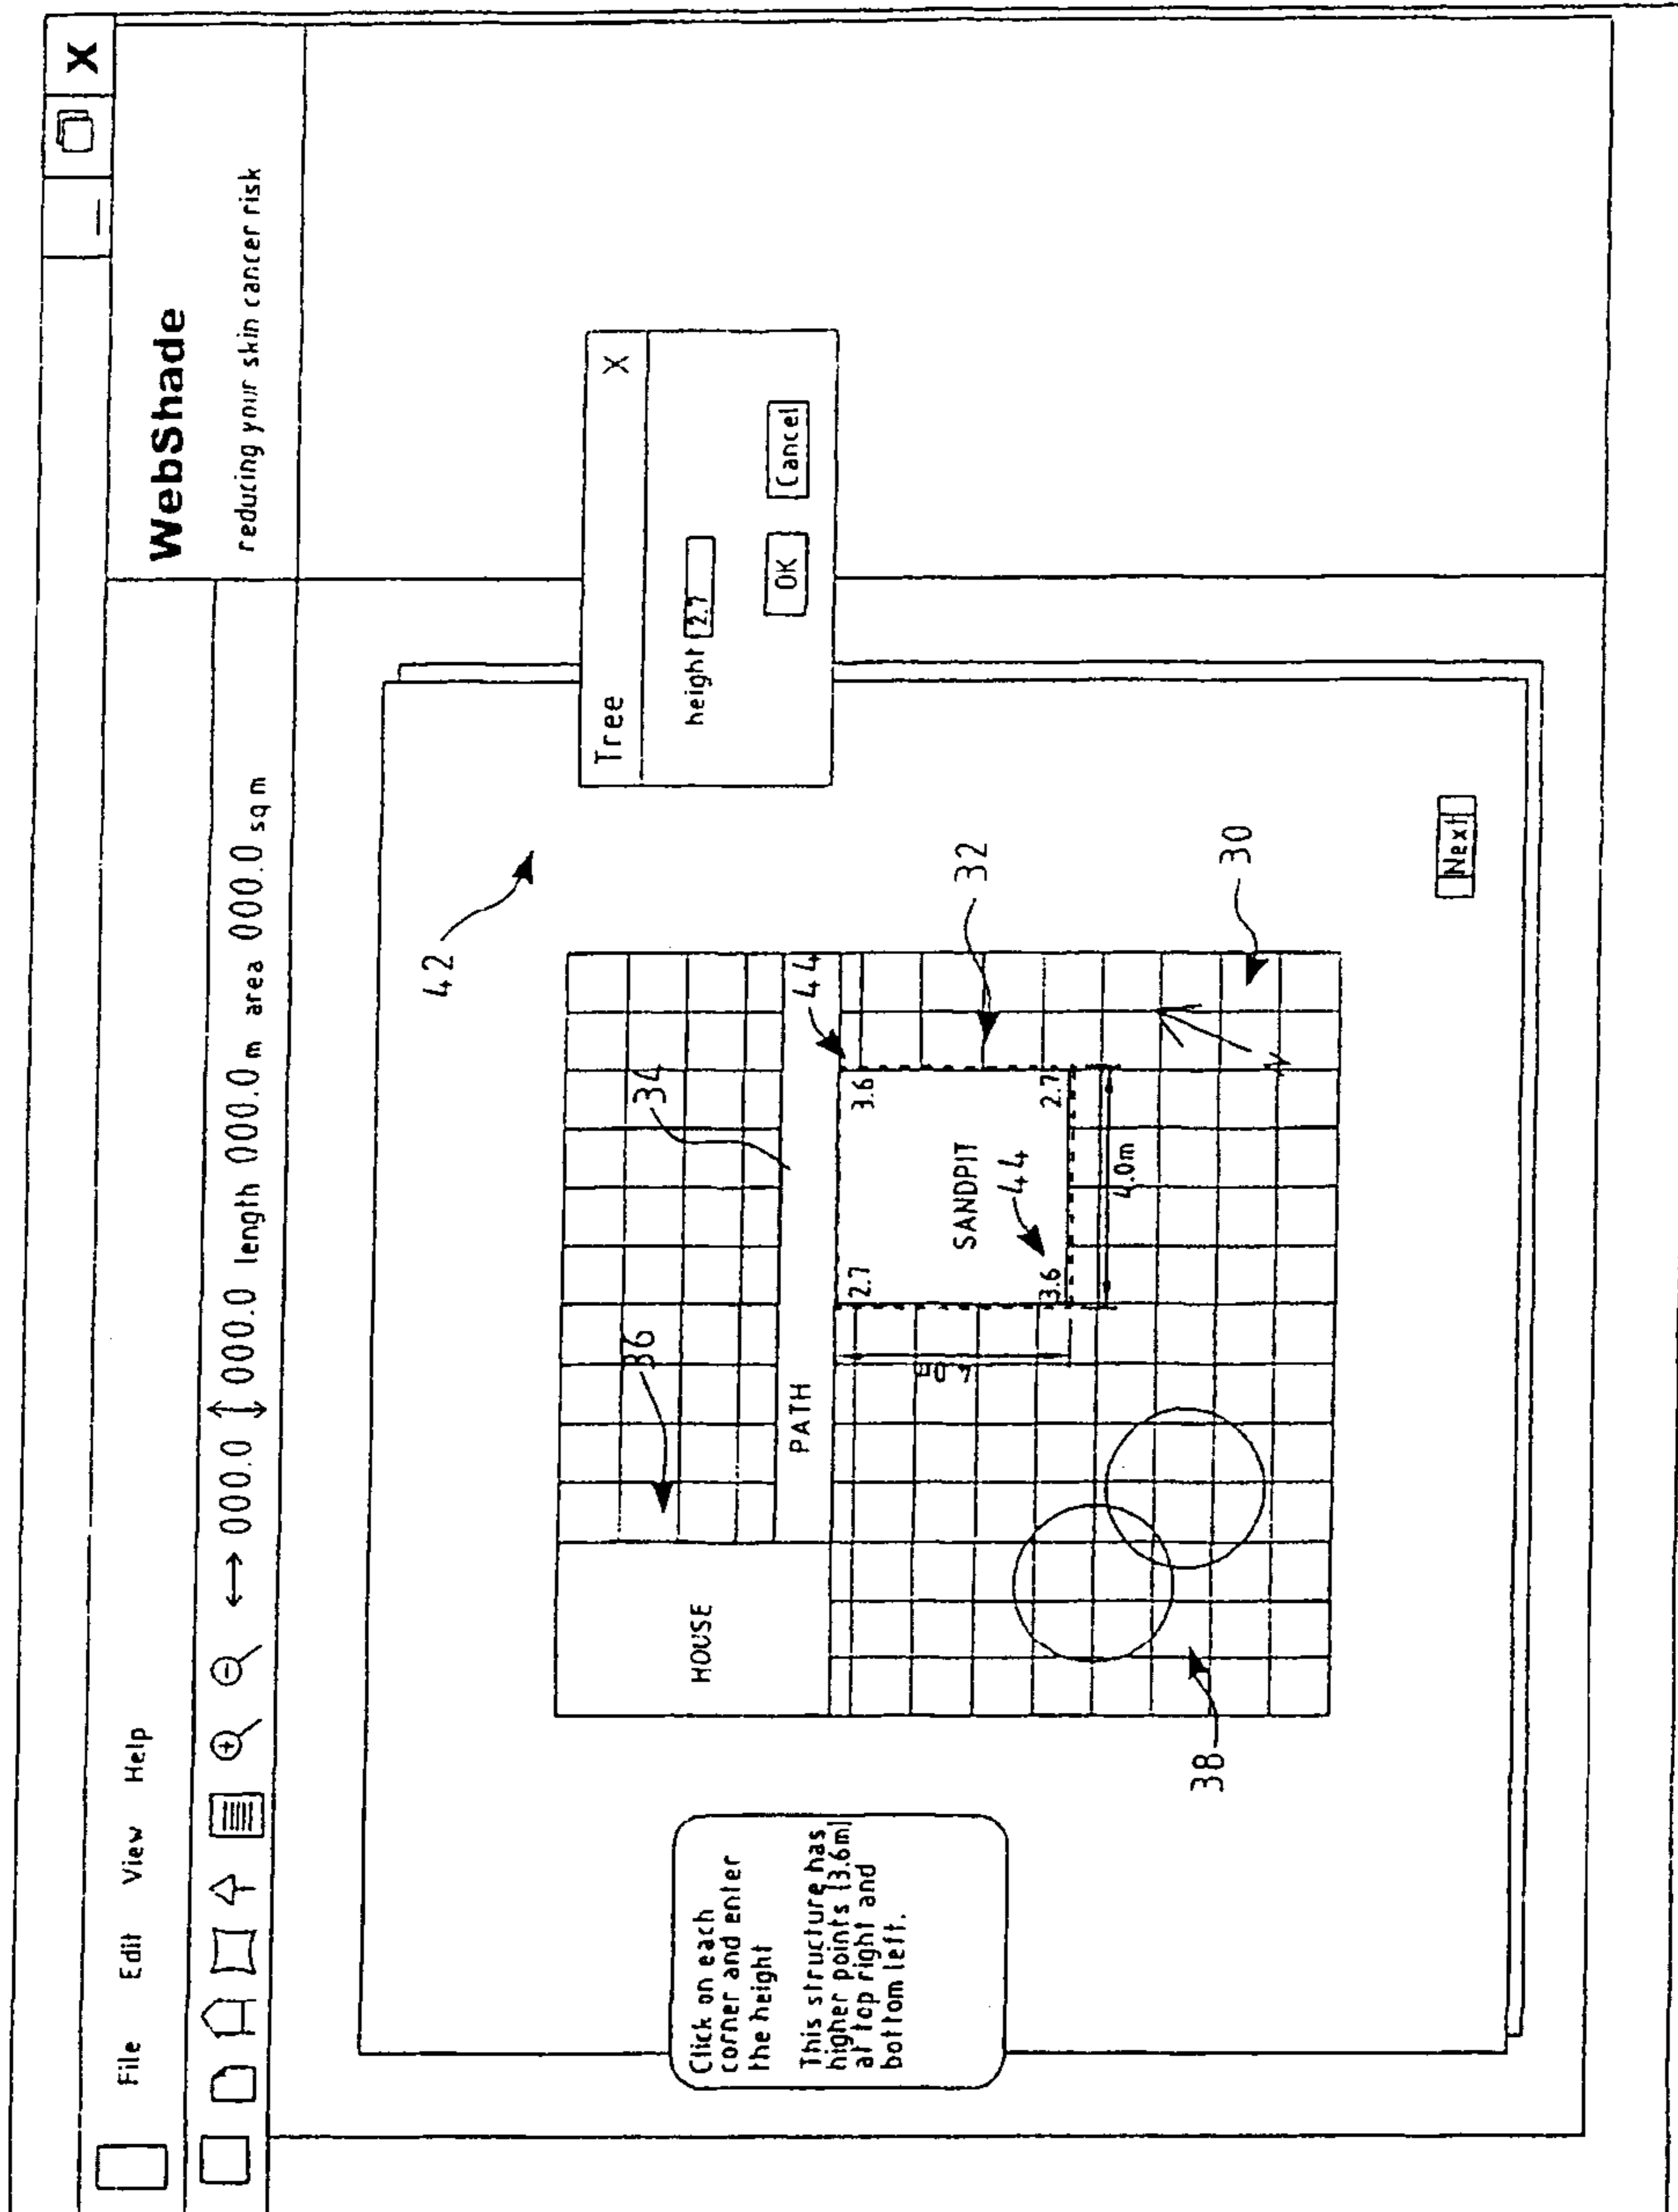 X
WebShade
reducing your skin cancer risk
File Edit View Help
000.0 000.0 length 000.0 m area 000.0 sq m
Click on each
corner and enter
the height
This structure has
higher points (3.6m)
at top right and
bottom left.
42
Tree X
height 2.7
OK Cancel
36
34
HOUSE
PATH
44
2.7
3.6
4.0m
SANDPIT
44
32
3.6
2.7
4.0m
38
N
30
Next